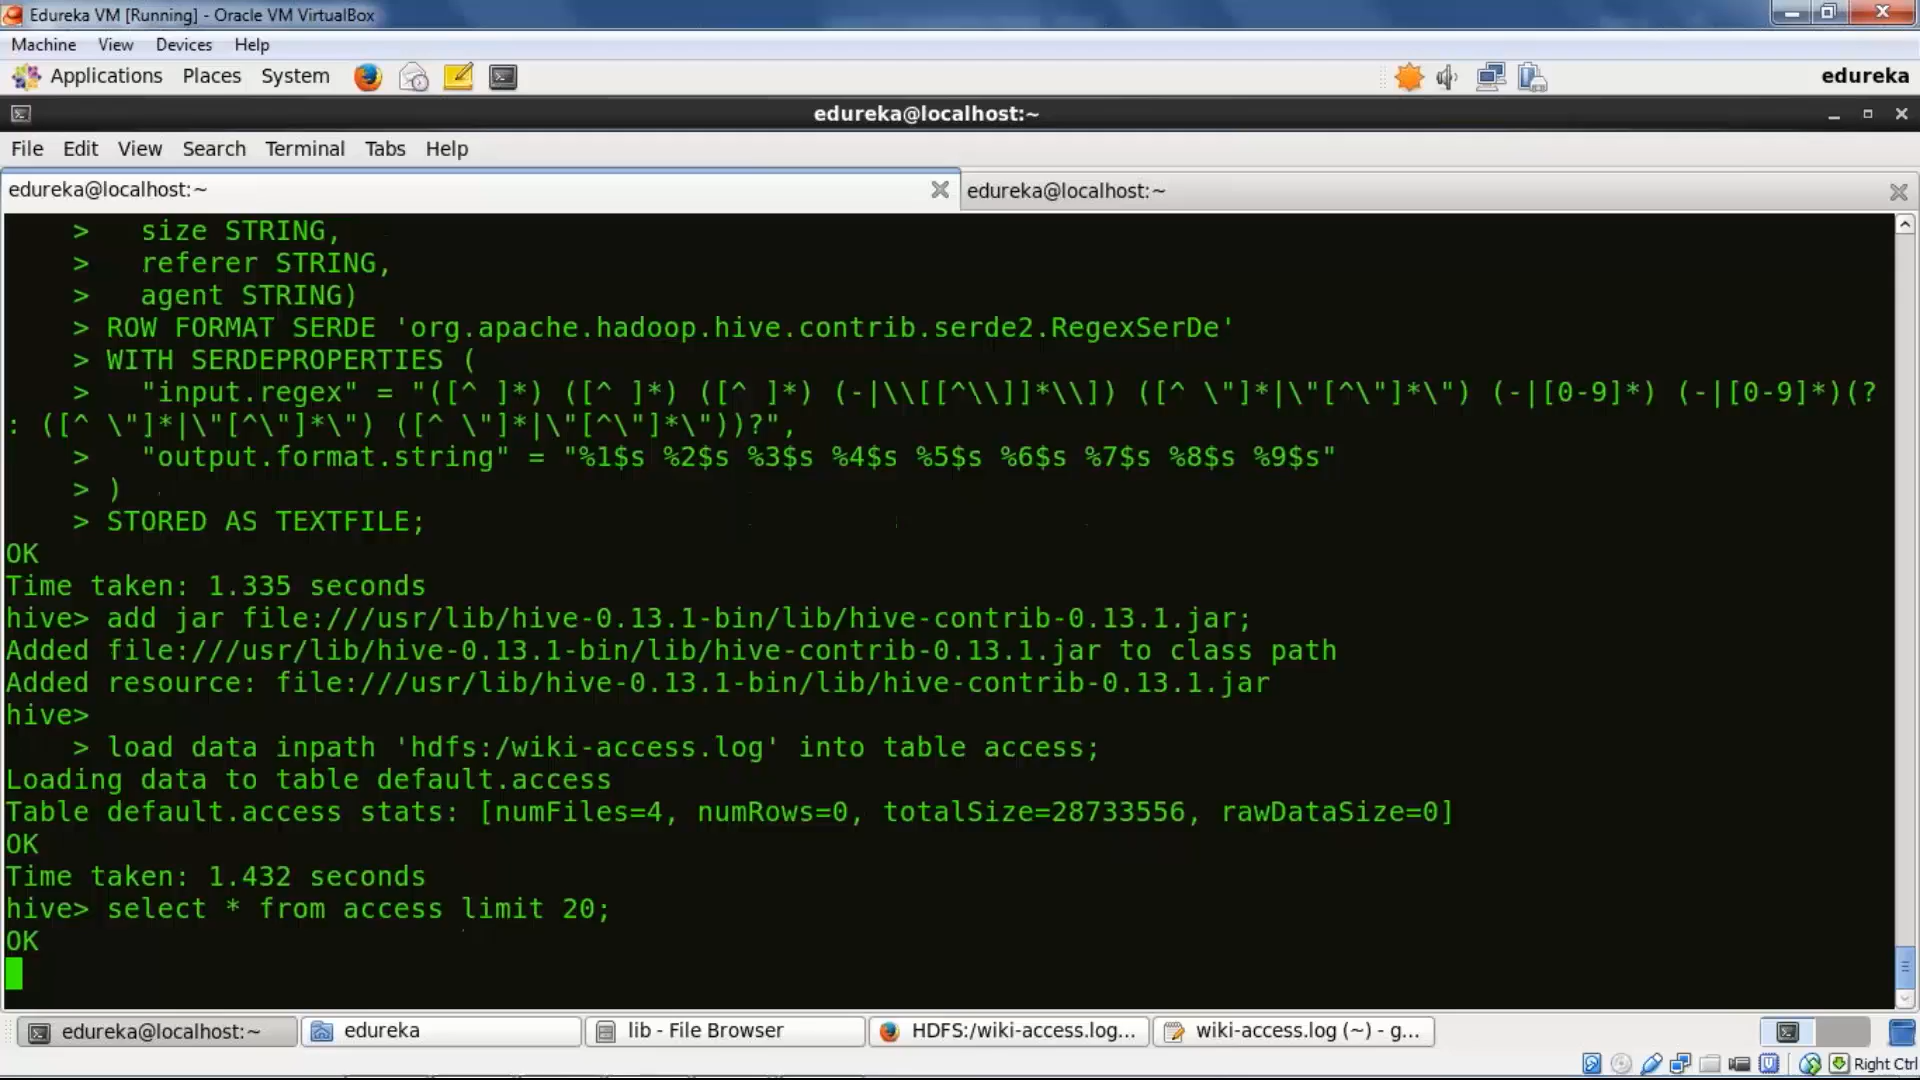 Edureka VM [Running] - Oracle VM VirtualBox
Machine View Devices Help
Applications Places System edureka
edureka@localhost:~
File Edit View Search Terminal Tabs Help
edureka@localhost:~ edureka@localhost:~
    >   size STRING,
    >   referer STRING,
    >   agent STRING)
    > ROW FORMAT SERDE 'org.apache.hadoop.hive.contrib.serde2.RegexSerDe'
    > WITH SERDEPROPERTIES (
    >   "input.regex" = "([^ ]*) ([^ ]*) ([^ ]*) (-|\\[[^\\]]*\\]) ([^ \"]*|\"[^\"]*\") (-|[0-9]*) (-|[0-9]*)(?
: ([^ \"]*|\"[^\"]*\") ([^ \"]*|\"[^\"]*\"))?",
    >   "output.format.string" = "%1$s %2$s %3$s %4$s %5$s %6$s %7$s %8$s %9$s"
    > )
    > STORED AS TEXTFILE;
OK
Time taken: 1.335 seconds
hive> add jar file:///usr/lib/hive-0.13.1-bin/lib/hive-contrib-0.13.1.jar;
Added file:///usr/lib/hive-0.13.1-bin/lib/hive-contrib-0.13.1.jar to class path
Added resource: file:///usr/lib/hive-0.13.1-bin/lib/hive-contrib-0.13.1.jar
hive>
    > load data inpath 'hdfs:/wiki-access.log' into table access;
Loading data to table default.access
Table default.access stats: [numFiles=4, numRows=0, totalSize=28733556, rawDataSize=0]
OK
Time taken: 1.432 seconds
hive> select * from access limit 20;
OK
edureka@localhost:~ edureka lib - File Browser HDFS:/wiki-access.log... wiki-access.log (~) - g...
Right Ctrl